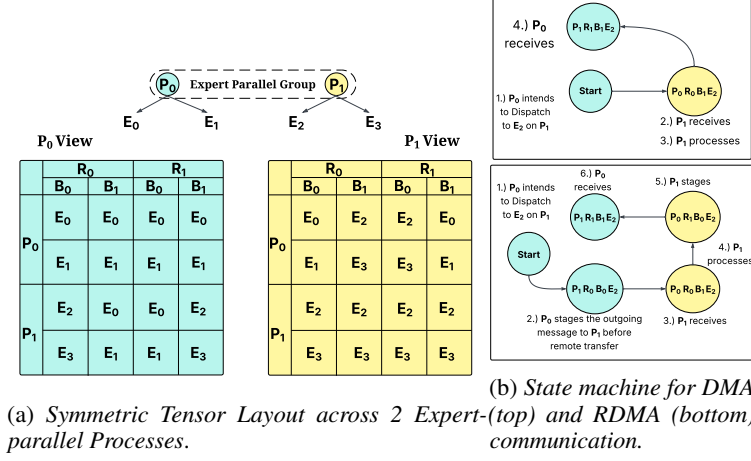 P0 Expert Parallel Group P1
E0 E1 E2 E3
P0 View
R0 R1
B0 B1 B0 B1
P0 E0 E0 E0 E0
E1 E1 E1 E1
P1 E2 E0 E0 E2
E3 E1 E1 E3
P1 View
R0 R1
B0 B1 B0 B1
P0 E0 E2 E2 E0
E1 E3 E3 E1
P1 E2 E2 E2 E2
E3 E3 E3 E3
(a) Symmetric Tensor Layout across 2 Expert-
parallel Processes.
4.) P0
receives
P1 R1 B1 E2
1.) P0 intends
to Dispatch
to E2 on P1
Start
P0 R0 B1 E2
2.) P1 receives
3.) P1 processes
1.) P0 intends
to Dispatch
to E2 on P1
Start
6.) P0
receives
P1 R1 B1 E2
5.) P1 stages
P0 R1 B0 E2
4.) P1
processes
P1 R0 B0 E2
P0 R0 B1 E2
2.) P0 stages the outgoing
message to P1 before
remote transfer
3.) P1 receives
(b) State machine for DMA
(top) and RDMA (bottom)
communication.